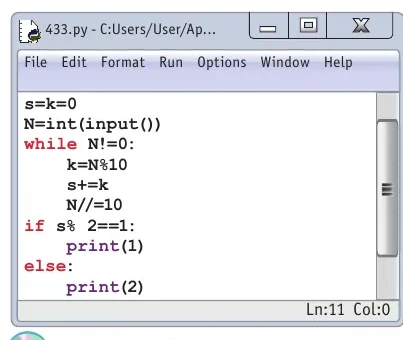 433.py - C:Users/User/Ap...
File Edit Format Run Options Window Help
s=k=0
N=int(input())
while N!=0:
    k=N%10
    s+=k
    N//=10
if s% 2==1:
    print(1)
else:
    print(2)
Ln:11 Col:0